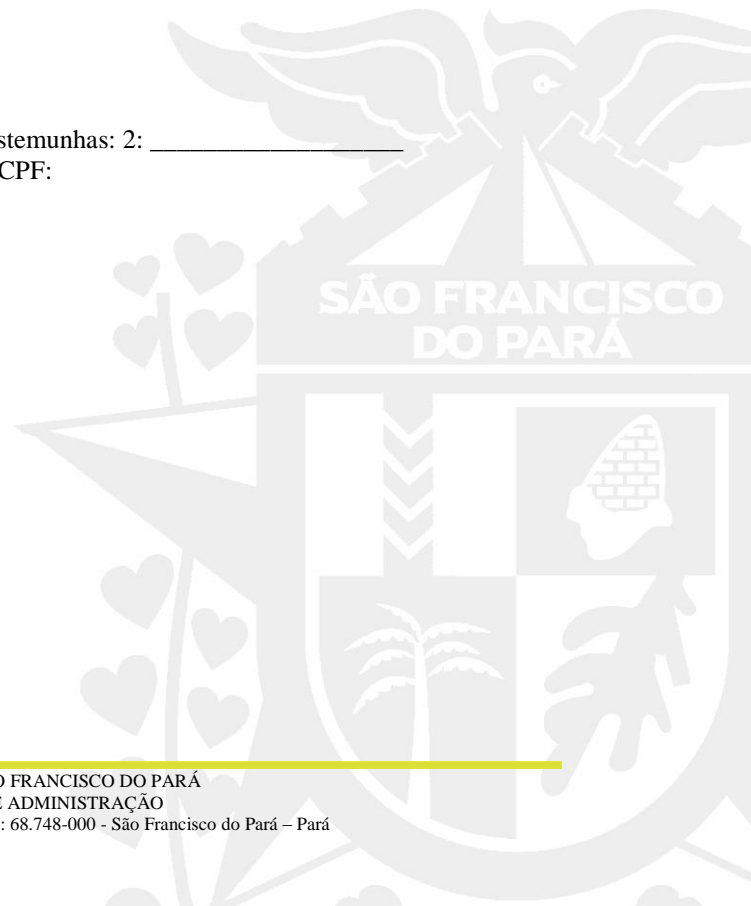 stemunhas: 2: ___________________
CPF:
SÃO FRANCISCO
DO PARÁ
O FRANCISCO DO PARÁ
E ADMINISTRAÇÃO
: 68.748-000 - São Francisco do Pará – Pará